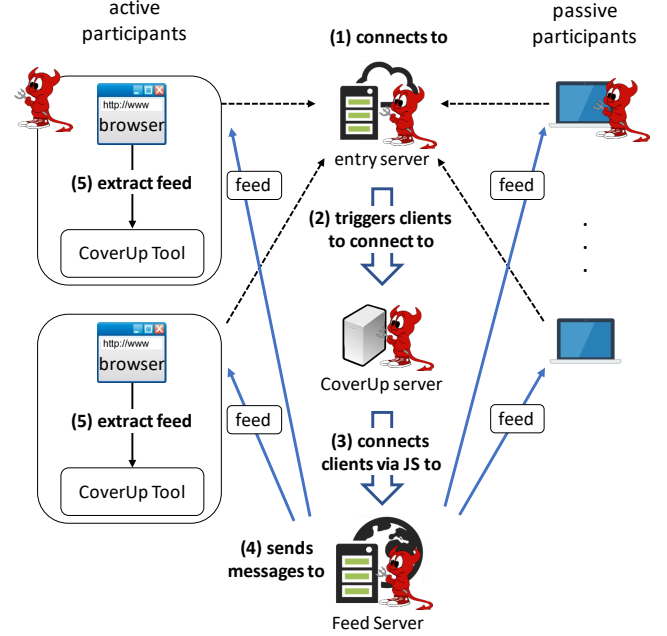 active
participants
(1) connects to
passive
participants
http://www
browser
(5) extract feed
CoverUp Tool
entry server
feed
feed
(2) triggers clients
to connect to
.
.
.
http://www
browser
(5) extract feed
CoverUp Tool
CoverUp server
feed
feed
(3) connects
clients via JS to
(4) sends
messages to
Feed Server